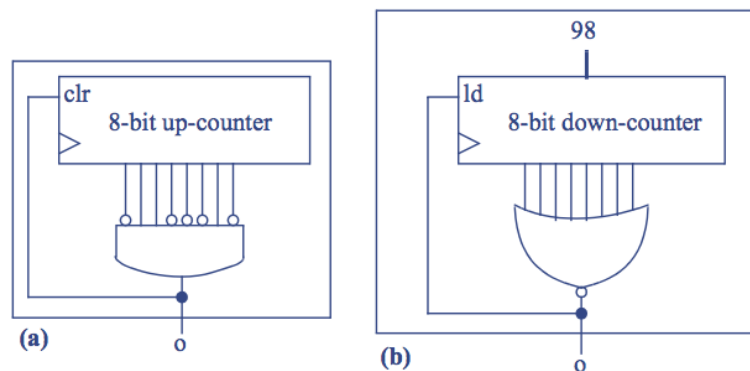 clr
8-bit up-counter
(a)
o
98
ld
8-bit down-counter
(b)
o